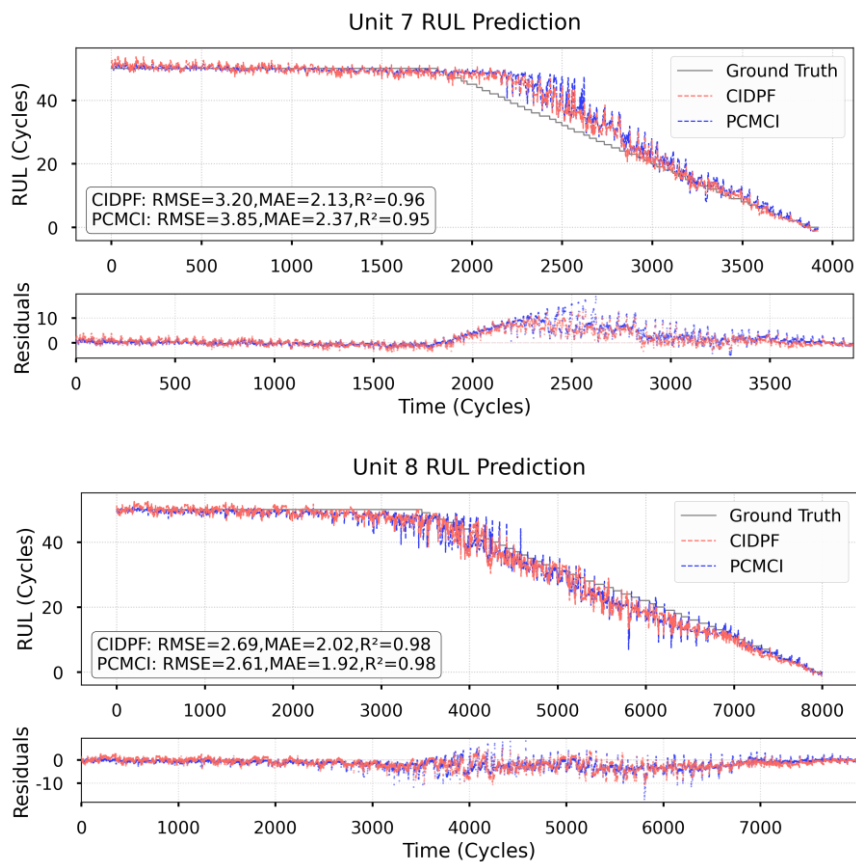 Unit 7 RUL Prediction
RUL (Cycles)
40
20
0
Ground Truth
CIDPF
PCMCI
CIDPF: RMSE=3.20,MAE=2.13,R²=0.96
PCMCI: RMSE=3.85,MAE=2.37,R²=0.95
0 500 1000 1500 2000 2500 3000 3500 4000
Residuals
10
0
0 500 1000 1500 2000 2500 3000 3500
Time (Cycles)
Unit 8 RUL Prediction
RUL (Cycles)
40
20
0
Ground Truth
CIDPF
PCMCI
CIDPF: RMSE=2.69,MAE=2.02,R²=0.98
PCMCI: RMSE=2.61,MAE=1.92,R²=0.98
0 1000 2000 3000 4000 5000 6000 7000 8000
Residuals
0
-10
0 1000 2000 3000 4000 5000 6000 7000
Time (Cycles)